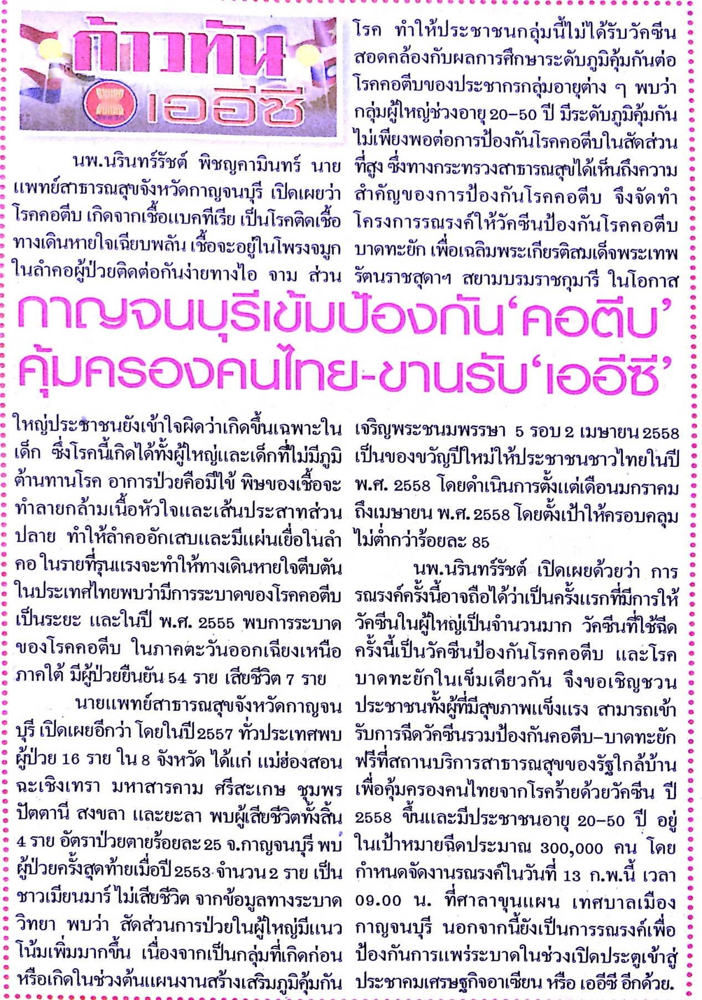 ก้าวทัน
เออีซี
นพ.นรินทร์รัชต์ พิชญคามินทร์ นาย
แพทย์สาธารณสุขจังหวัดกาญจนบุรี เปิดเผยว่า
โรคคอตีบ เกิดจากเชื้อแบคทีเรีย เป็นโรคติดเชื้อ
ทางเดินหายใจเฉียบพลัน เชื้อจะอยู่ในโพรงจมูก
ในลำคอผู้ป่วยติดต่อกันง่ายทางไอ จาม ส่วน
กาญจนบุรีเข้มป้องกัน‘คอตีบ’
คุ้มครองคนไทย-ขานรับ‘เออีซี’
ใหญ่ประชาชนยังเข้าใจผิดว่าเกิดขึ้นเฉพาะใน
เด็ก ซึ่งโรคนี้เกิดได้ทั้งผู้ใหญ่และเด็กที่ไม่มีภูมิ
ต้านทานโรค อาการป่วยคือมีไข้ พิษของเชื้อจะ
ทำลายกล้ามเนื้อหัวใจและเส้นประสาทส่วน
ปลาย ทำให้ลำคออักเสบและมีแผ่นเยื่อในลำ
คอ ในรายที่รุนแรงจะทำให้ทางเดินหายใจตีบตัน
ในประเทศไทยพบว่ามีการระบาดของโรคคอตีบ
เป็นระยะ และในปี พ.ศ. 2555 พบการระบาด
ของโรคคอตีบ ในภาคตะวันออกเฉียงเหนือ
ภาคใต้ มีผู้ป่วยยืนยัน 54 ราย เสียชีวิต 7 ราย
นายแพทย์สาธารณสุขจังหวัดกาญจน
บุรี เปิดเผยอีกว่า โดยในปี 2557 ทั่วประเทศพบ
ผู้ป่วย 16 ราย ใน 8 จังหวัด ได้แก่ แม่ฮ่องสอน
ฉะเชิงเทรา มหาสารคาม ศรีสะเกษ ชุมพร
ปัตตานี สงขลา และยะลา พบผู้เสียชีวิตทั้งสิ้น
4 ราย อัตราป่วยตายร้อยละ 25 จ.กาญจนบุรี พบ
ผู้ป่วยครั้งสุดท้ายเมื่อปี 2553 จำนวน 2 ราย เป็น
ชาวเมียนมาร์ ไม่เสียชีวิต จากข้อมูลทางระบาด
วิทยา พบว่า สัดส่วนการป่วยในผู้ใหญ่มีแนว
โน้มเพิ่มมากขึ้น เนื่องจากเป็นกลุ่มที่เกิดก่อน
หรือเกิดในช่วงต้นแผนงานสร้างเสริมภูมิคุ้มกัน
โรค ทำให้ประชาชนกลุ่มนี้ไม่ได้รับวัคซีน
สอดคล้องกับผลการศึกษาระดับภูมิคุ้มกันต่อ
โรคคอตีบของประชากรกลุ่มอายุต่าง ๆ พบว่า
กลุ่มผู้ใหญ่ช่วงอายุ 20-50 ปี มีระดับภูมิคุ้มกัน
ไม่เพียงพอต่อการป้องกันโรคคอตีบในสัดส่วน
ที่สูง ซึ่งทางกระทรวงสาธารณสุขได้เห็นถึงความ
สำคัญของการป้องกันโรคคอตีบ จึงจัดทำ
โครงการรณรงค์ให้วัคซีนป้องกันโรคคอตีบ
บาดทะยัก เพื่อเฉลิมพระเกียรติสมเด็จพระเทพ
รัตนราชสุดาฯ สยามบรมราชกุมารี ในโอกาส
เจริญพระชนมพรรษา 5 รอบ 2 เมษายน 2558
เป็นของขวัญปีใหม่ให้ประชาชนชาวไทยในปี
พ.ศ. 2558 โดยดำเนินการตั้งแต่เดือนมกราคม
ถึงเมษายน พ.ศ. 2558 โดยตั้งเป้าให้ครอบคลุม
ไม่ต่ำกว่าร้อยละ 85
นพ.นรินทร์รัชต์ เปิดเผยด้วยว่า การ
รณรงค์ครั้งนี้อาจถือได้ว่าเป็นครั้งแรกที่มีการให้
วัคซีนในผู้ใหญ่เป็นจำนวนมาก วัคซีนที่ใช้ฉีด
ครั้งนี้เป็นวัคซีนป้องกันโรคคอตีบ และโรค
บาดทะยักในเข็มเดียวกัน จึงขอเชิญชวน
ประชาชนทั้งผู้ที่มีสุขภาพแข็งแรง สามารถเข้า
รับการฉีดวัคซีนรวมป้องกันคอตีบ-บาดทะยัก
ฟรีที่สถานบริการสาธารณสุขของรัฐใกล้บ้าน
เพื่อคุ้มครองคนไทยจากโรคร้ายด้วยวัคซีน ปี
2558 ขึ้นและมีประชาชนอายุ 20-50 ปี อยู่
ในเป้าหมายฉีดประมาณ 300,000 คน โดย
กำหนดจัดงานรณรงค์ในวันที่ 13 ก.พ.นี้ เวลา
09.00 น. ที่ศาลาขุนแผน เทศบาลเมือง
กาญจนบุรี นอกจากนี้ยังเป็นการรณรงค์เพื่อ
ป้องกันการแพร่ระบาดในช่วงเปิดประตูเข้าสู่
ประชาคมเศรษฐกิจอาเซียน หรือ เออีซี อีกด้วย.